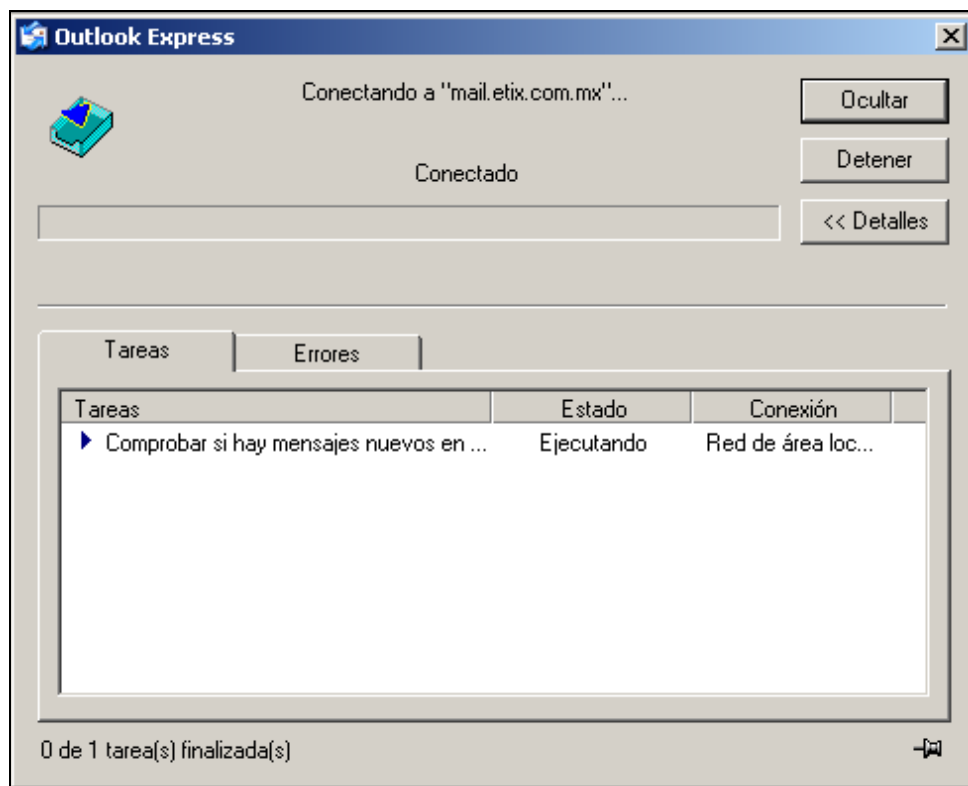 Outlook Express
Conectando a "mail.etix.com.mx"...
Ocultar
Conectado
Detener
<< Detalles
Tareas Errores
Tareas Estado Conexión
Comprobar si hay mensajes nuevos en ... Ejecutando Red de área loc...
0 de 1 tarea(s) finalizada(s)